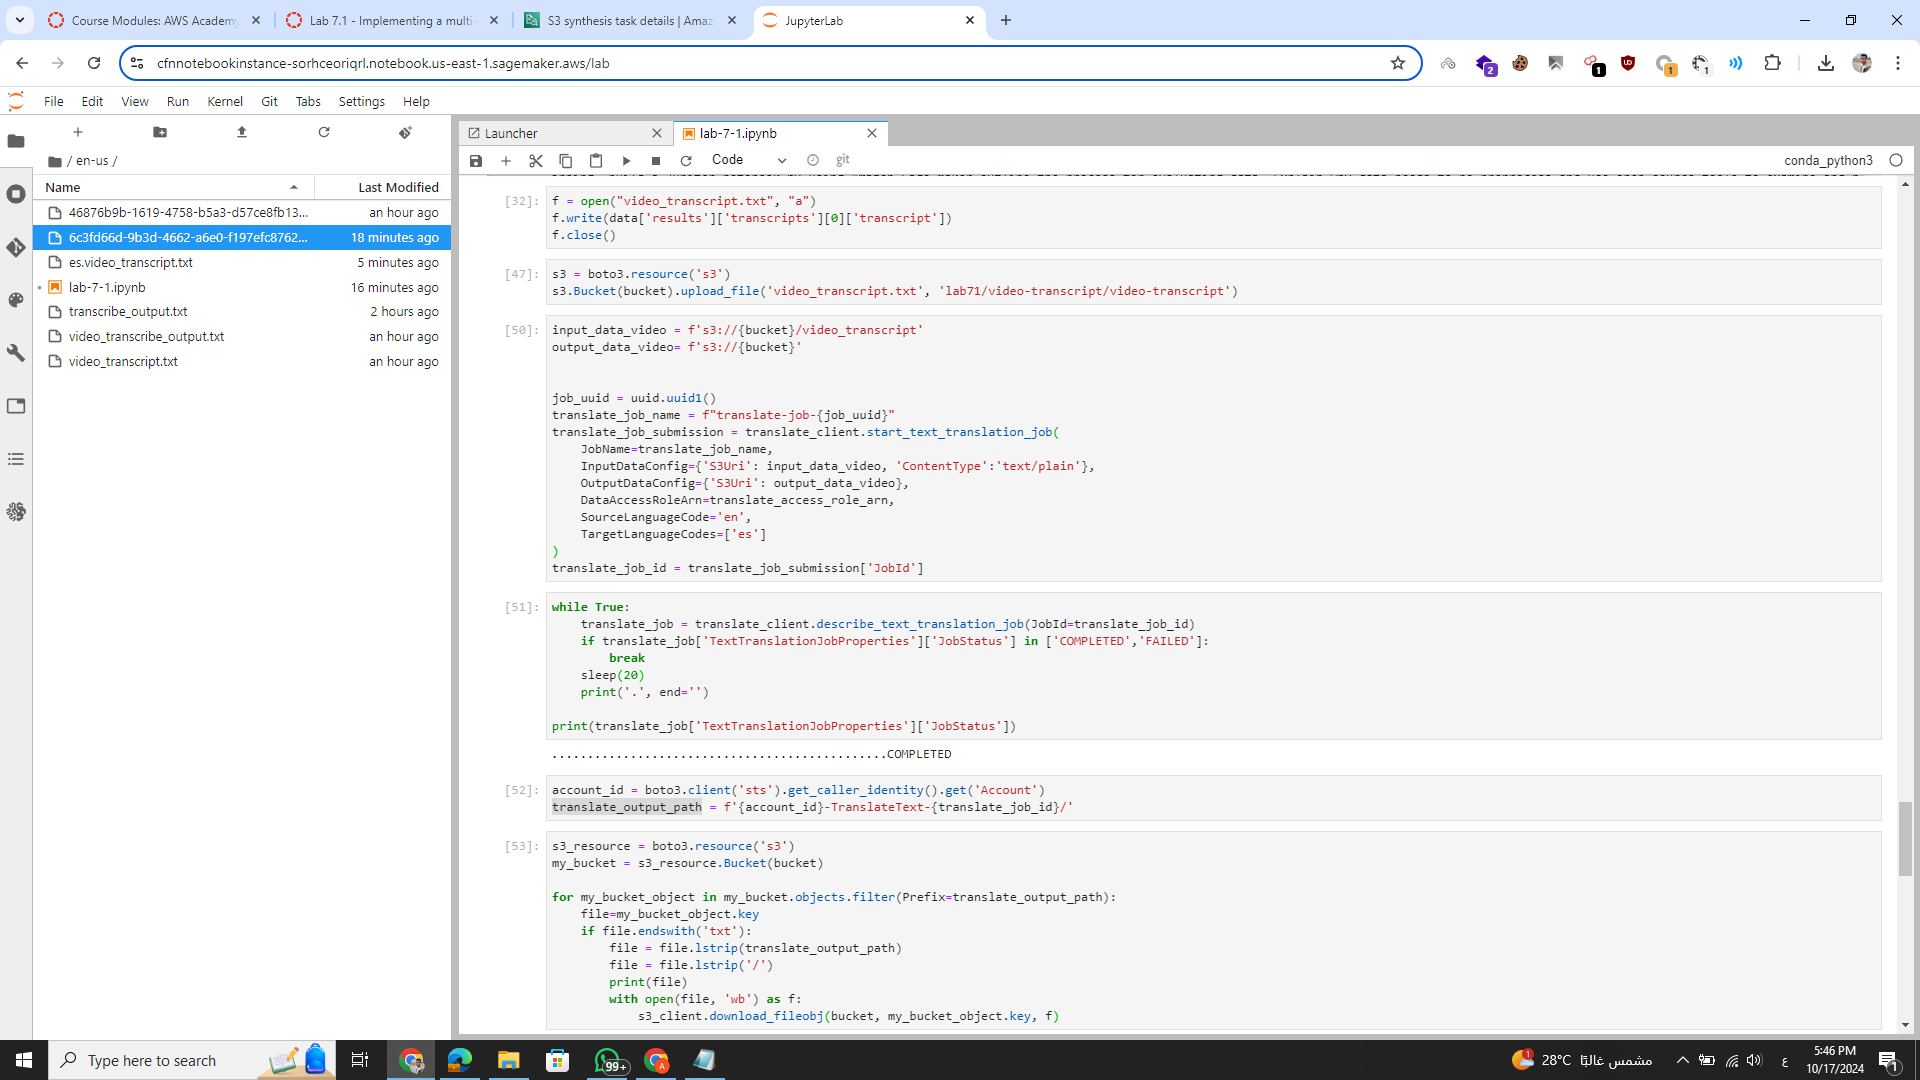 Course Modules: AWS Academy
Lab 7.1 - Implementing a multi-
S3 synthesis task details | Amaz
JupyterLab
cfnnotebookinstance-sorhceoriqrl.notebook.us-east-1.sagemaker.aws/lab
2
1
1
1
File Edit View Run Kernel Git Tabs Settings Help
/ en-us /
Name Last Modified
46876b9b-1619-4758-b5a3-d57ce8fb13... an hour ago
6c3fd66d-9b3d-4662-a6e0-f197efc8762... 18 minutes ago
es.video_transcript.txt 5 minutes ago
lab-7-1.ipynb 16 minutes ago
transcribe_output.txt 2 hours ago
video_transcribe_output.txt an hour ago
video_transcript.txt an hour ago
Launcher
lab-7-1.ipynb
Code
git
conda_python3
[32]: f = open("video_transcript.txt", "a")
f.write(data['results']['transcripts'][0]['transcript'])
f.close()
[47]: s3 = boto3.resource('s3')
s3.Bucket(bucket).upload_file('video_transcript.txt', 'lab71/video-transcript/video-transcript')
[50]: input_data_video = f's3://{bucket}/video_transcript'
output_data_video= f's3://{bucket}'
job_uuid = uuid.uuid1()
translate_job_name = f"translate-job-{job_uuid}"
translate_job_submission = translate_client.start_text_translation_job(
JobName=translate_job_name,
InputDataConfig={'S3Uri': input_data_video, 'ContentType':'text/plain'},
OutputDataConfig={'S3Uri': output_data_video},
DataAccessRoleArn=translate_access_role_arn,
SourceLanguageCode='en',
TargetLanguageCodes=['es']
)
translate_job_id = translate_job_submission['JobId']
[51]: while True:
translate_job = translate_client.describe_text_translation_job(JobId=translate_job_id)
if translate_job['TextTranslationJobProperties']['JobStatus'] in ['COMPLETED','FAILED']:
break
sleep(20)
print('.', end='')
print(translate_job['TextTranslationJobProperties']['JobStatus'])
...............................................COMPLETED
[52]: account_id = boto3.client('sts').get_caller_identity().get('Account')
translate_output_path = f'{account_id}-TranslateText-{translate_job_id}/'
[53]: s3_resource = boto3.resource('s3')
my_bucket = s3_resource.Bucket(bucket)
for my_bucket_object in my_bucket.objects.filter(Prefix=translate_output_path):
file=my_bucket_object.key
if file.endswith('txt'):
file = file.lstrip(translate_output_path)
file = file.lstrip('/')
print(file)
with open(file, 'wb') as f:
s3_client.download_fileobj(bucket, my_bucket_object.key, f)
Type here to search
99+
1
28°C مشمس غالبًا
ع
5:46 PM
10/17/2024
1